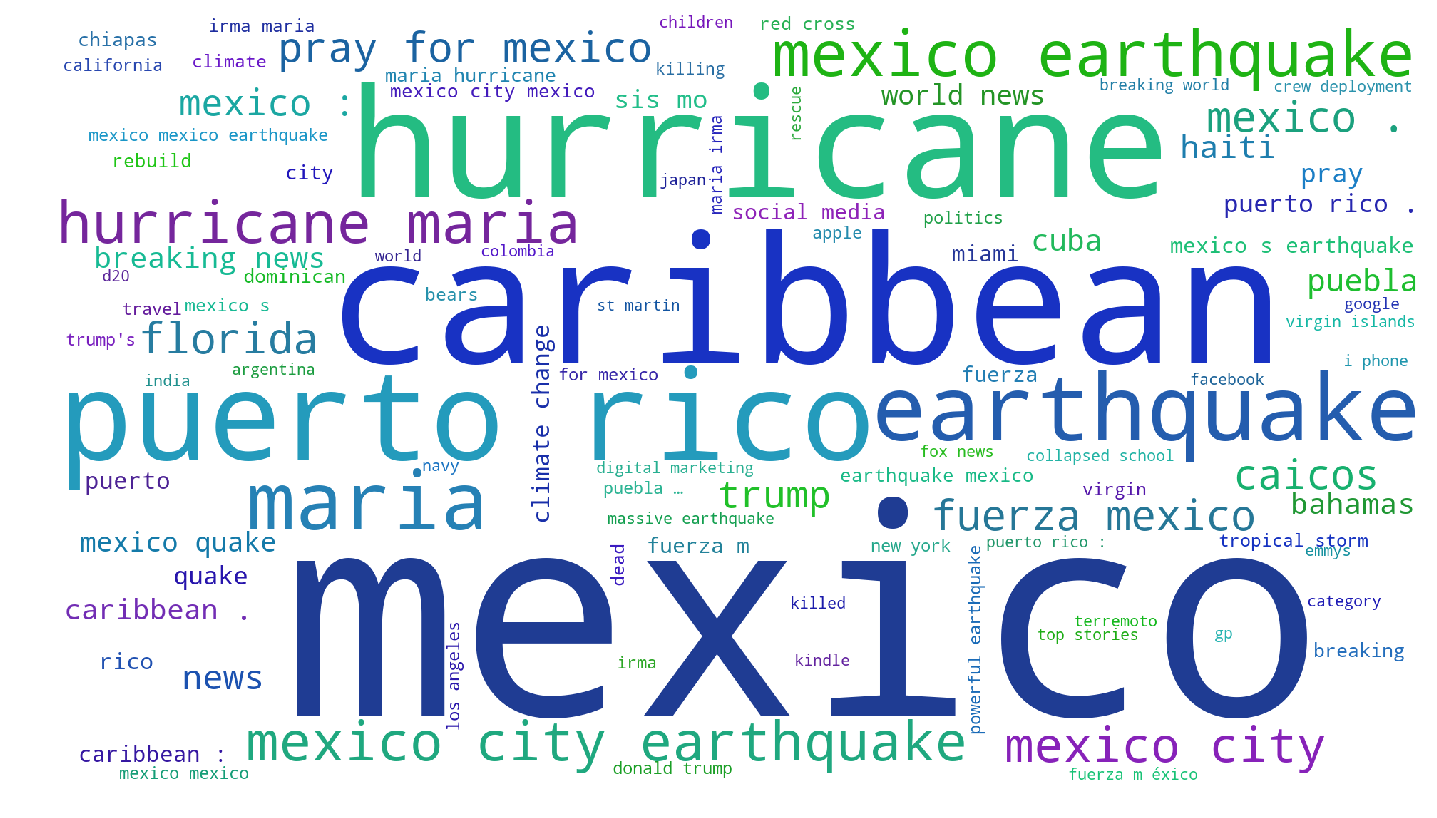 irma maria
children
red cross
chiapas
pray for mexico
mexico earthquake
california
climate
maria hurricane
killing
mexico :
mexico city mexico
sis mo
rescue
world news
breaking world
crew deployment
hurricane
mexico .
mexico mexico earthquake
maria irma
haiti
rebuild
city
japan
pray
hurricane maria
social media
politics
puerto rico .
apple
miami
cuba
mexico s earthquake
breaking news
world
colombia
caribbean
d20
dominican
puebla
travel
mexico s
bears
st martin
google
virgin islands
trump's
florida
climate change
argentina
india
for mexico
fuerza
facebook
i phone
puerto rico
earthquake
fox news
collapsed school
navy
digital marketing
earthquake mexico
caicos
puerto
maria
puebla …
trump
virgin
bahamas
massive earthquake
fuerza mexico
mexico quake
fuerza m
new york
puerto rico :
tropical storm
emmys
quake
dead
powerful earthquake
caribbean .
mexico
killed
category
terremoto
top stories
gp
breaking
rico
news
los angeles
irma
kindle
caribbean :
mexico city earthquake
mexico city
mexico mexico
donald trump
fuerza m éxico